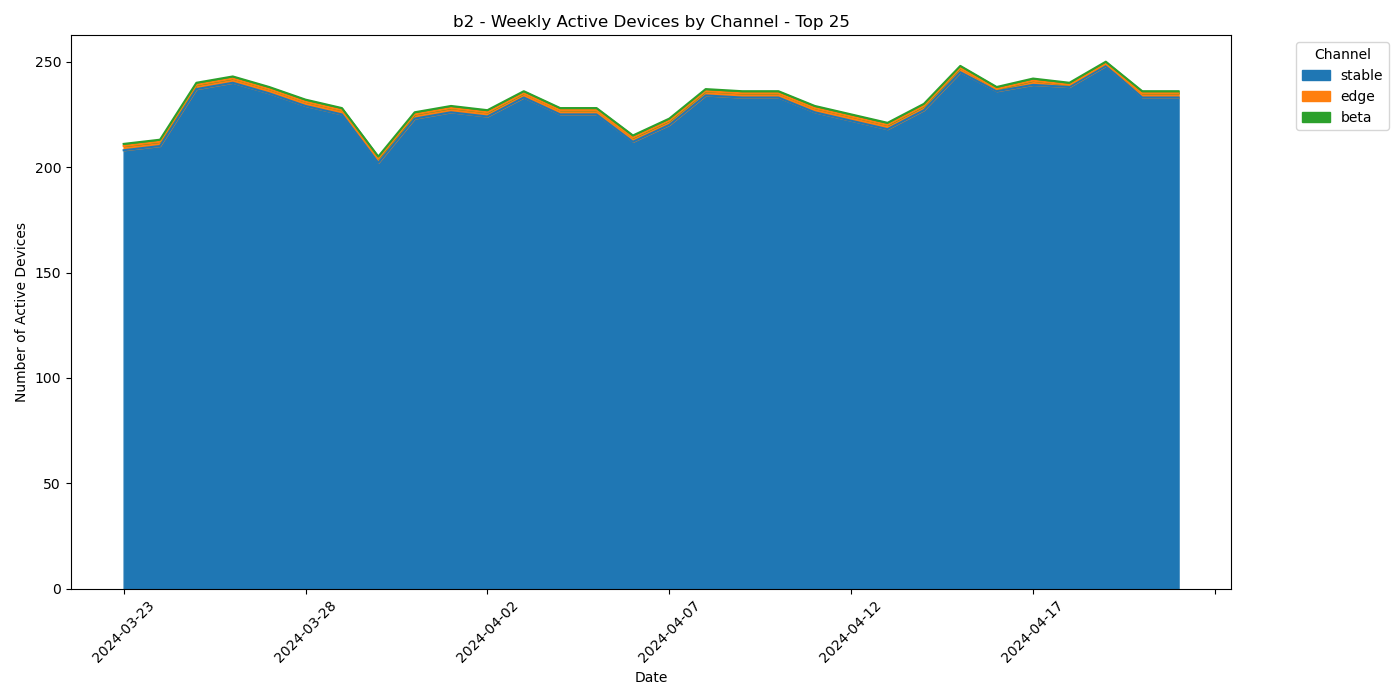 b2 - Weekly Active Devices by Channel - Top 25
Number of Active Devices
250
200
150
100
50
0
2024-03-23
2024-03-28
2024-04-02
2024-04-07
2024-04-12
2024-04-17
Date
Channel
stable
edge
beta